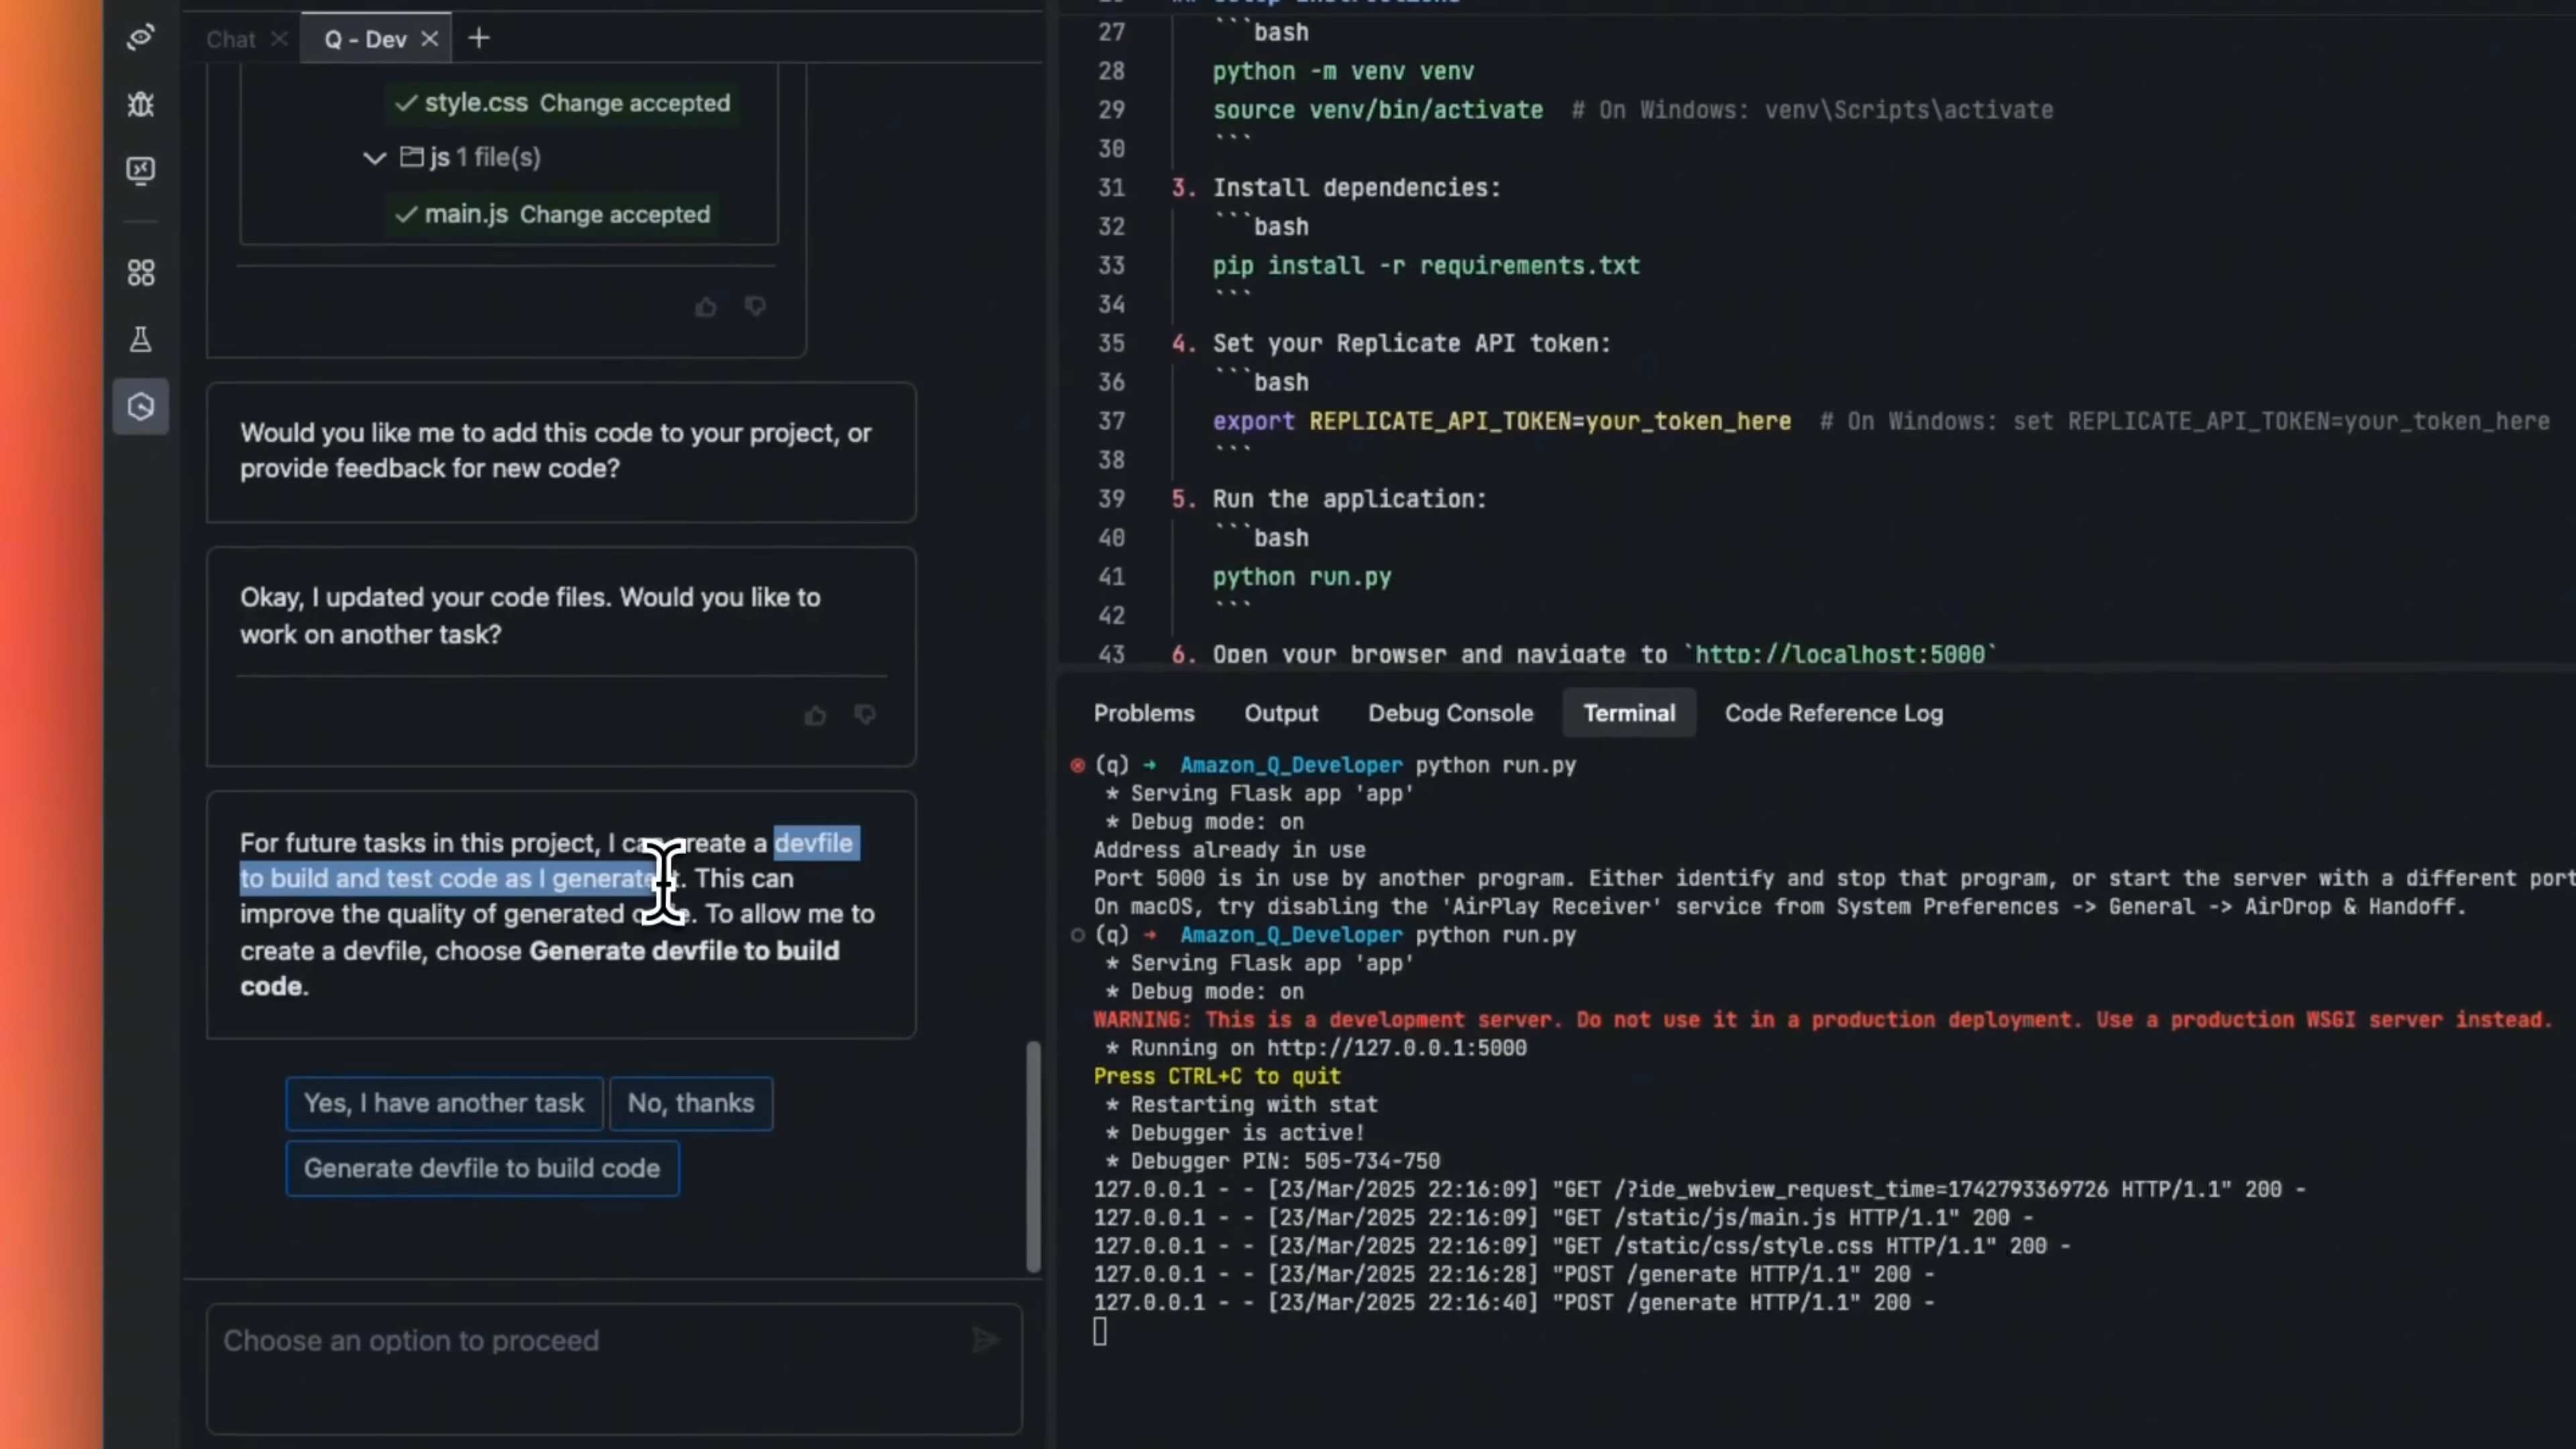 Chat
Q - Dev
style.css Change accepted
js 1 file(s)
main.js Change accepted
Would you like me to add this code to your project, or
provide feedback for new code?
Okay, I updated your code files. Would you like to
work on another task?
For future tasks in this project, I create a devfile
to build and test code as I generate This can
improve the quality of generated To allow me to
create a devfile, choose Generate devfile to build
code.
Yes, I have another task
No, thanks
Generate devfile to build code
Choose an option to proceed
27 ```bash
28 python -m venv venv
29 source venv/bin/activate # On Windows: venv\Scripts\activate
30 ```
31 3. Install dependencies:
32 ```bash
33 pip install -r requirements.txt
34 ```
35 4. Set your Replicate API token:
36 ```bash
37 export REPLICATE_API_TOKEN=your_token_here # On Windows: set REPLICATE_API_TOKEN=your_token_here
38 ```
39 5. Run the application:
40 ```bash
41 python run.py
42 ```
43 6. Open your browser and navigate to `http://localhost:5000`
Problems Output Debug Console Terminal Code Reference Log
(q) → Amazon_Q_Developer python run.py
* Serving Flask app 'app'
* Debug mode: on
Address already in use
Port 5000 is in use by another program. Either identify and stop that program, or start the server with a different port
On macOS, try disabling the 'AirPlay Receiver' service from System Preferences -> General -> AirDrop & Handoff.
(q) → Amazon_Q_Developer python run.py
* Serving Flask app 'app'
* Debug mode: on
WARNING: This is a development server. Do not use it in a production deployment. Use a production WSGI server instead.
* Running on http://127.0.0.1:5000
Press CTRL+C to quit
* Restarting with stat
* Debugger is active!
* Debugger PIN: 505-734-750
127.0.0.1 - - [23/Mar/2025 22:16:09] "GET /?ide_webview_request_time=1742793369726 HTTP/1.1" 200 -
127.0.0.1 - - [23/Mar/2025 22:16:09] "GET /static/js/main.js HTTP/1.1" 200 -
127.0.0.1 - - [23/Mar/2025 22:16:09] "GET /static/css/style.css HTTP/1.1" 200 -
127.0.0.1 - - [23/Mar/2025 22:16:28] "POST /generate HTTP/1.1" 200 -
127.0.0.1 - - [23/Mar/2025 22:16:40] "POST /generate HTTP/1.1" 200 -